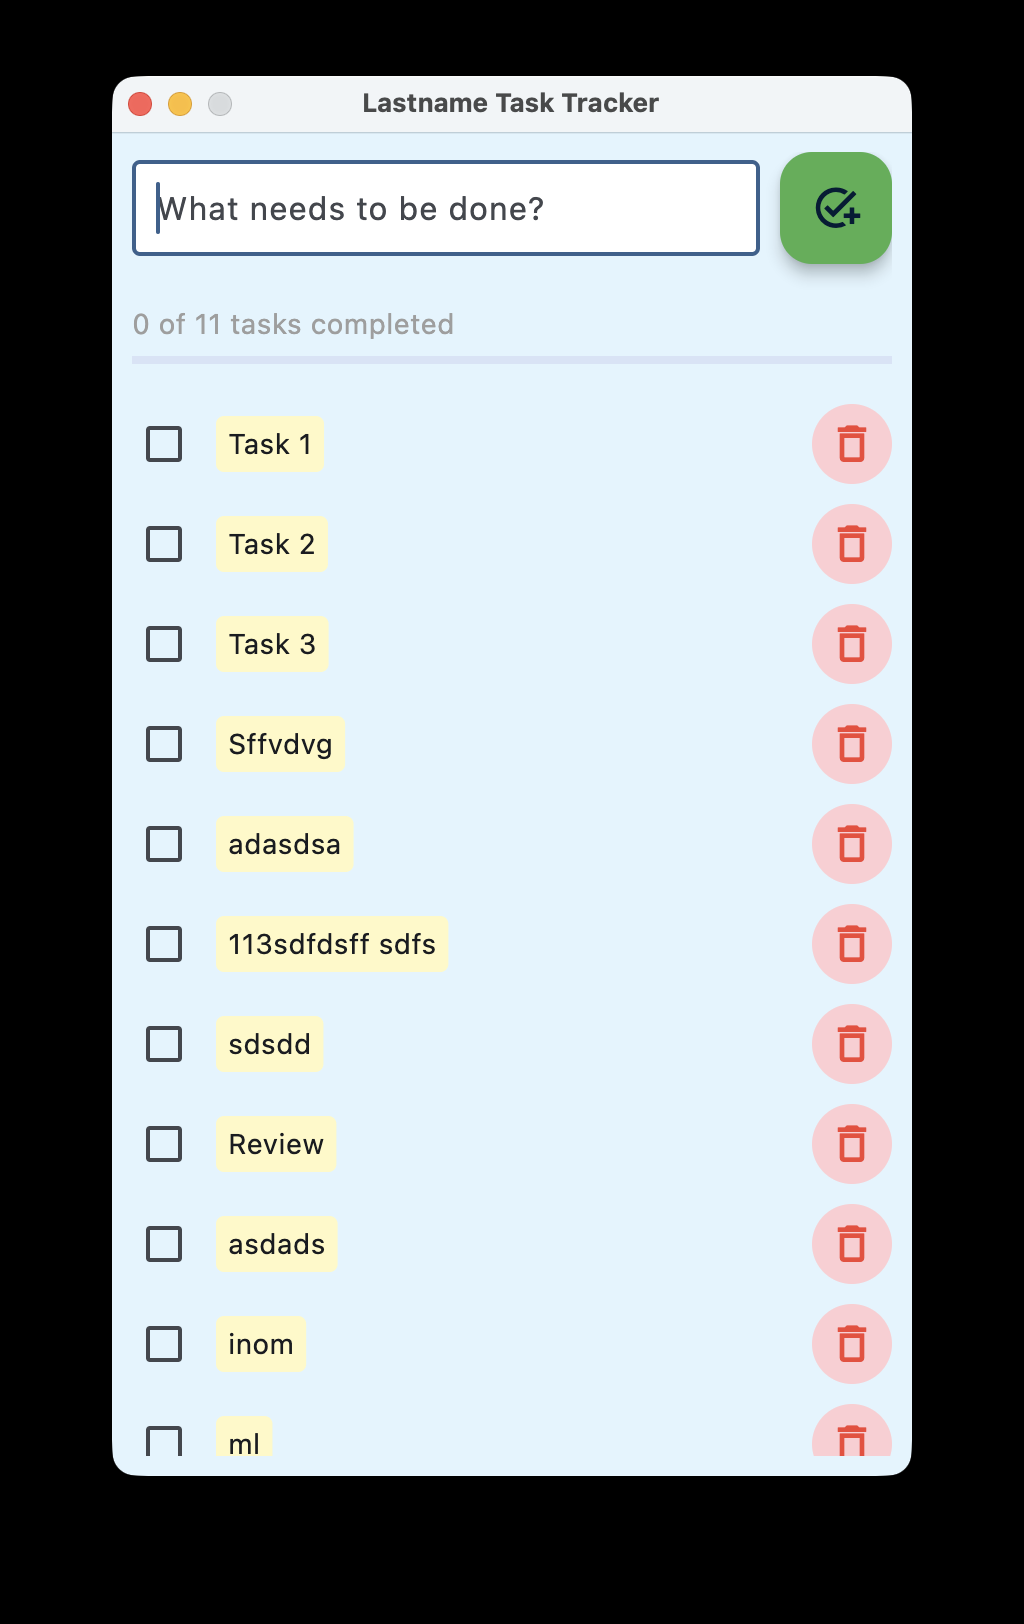 Lastname Task Tracker
What needs to be done?
0 of 11 tasks completed
Task 1
Task 2
Task 3
Sffvdvg
adasdsa
113sdfdsff sdfs
sdsdd
Review
asdads
inom
ml